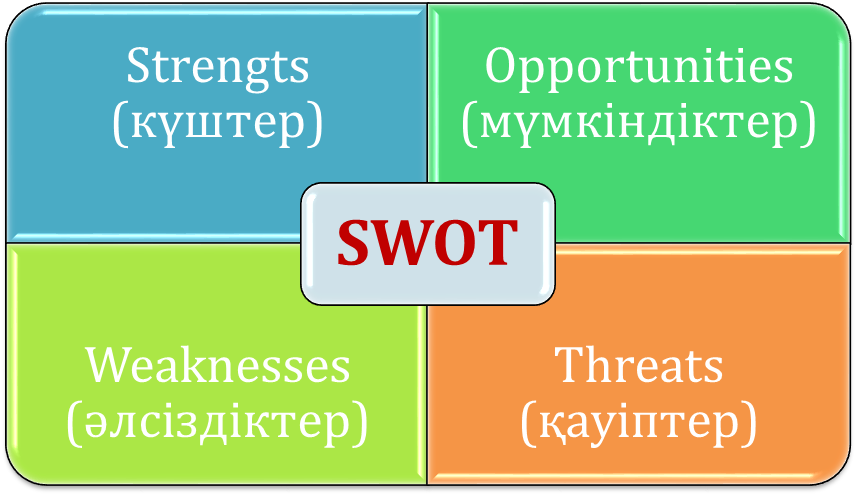 Strengts
(күштер)
Opportunities
(мүмкіндіктер)
SWOT
Weaknesses
(әлсіздіктер)
Threats
(қауіптер)